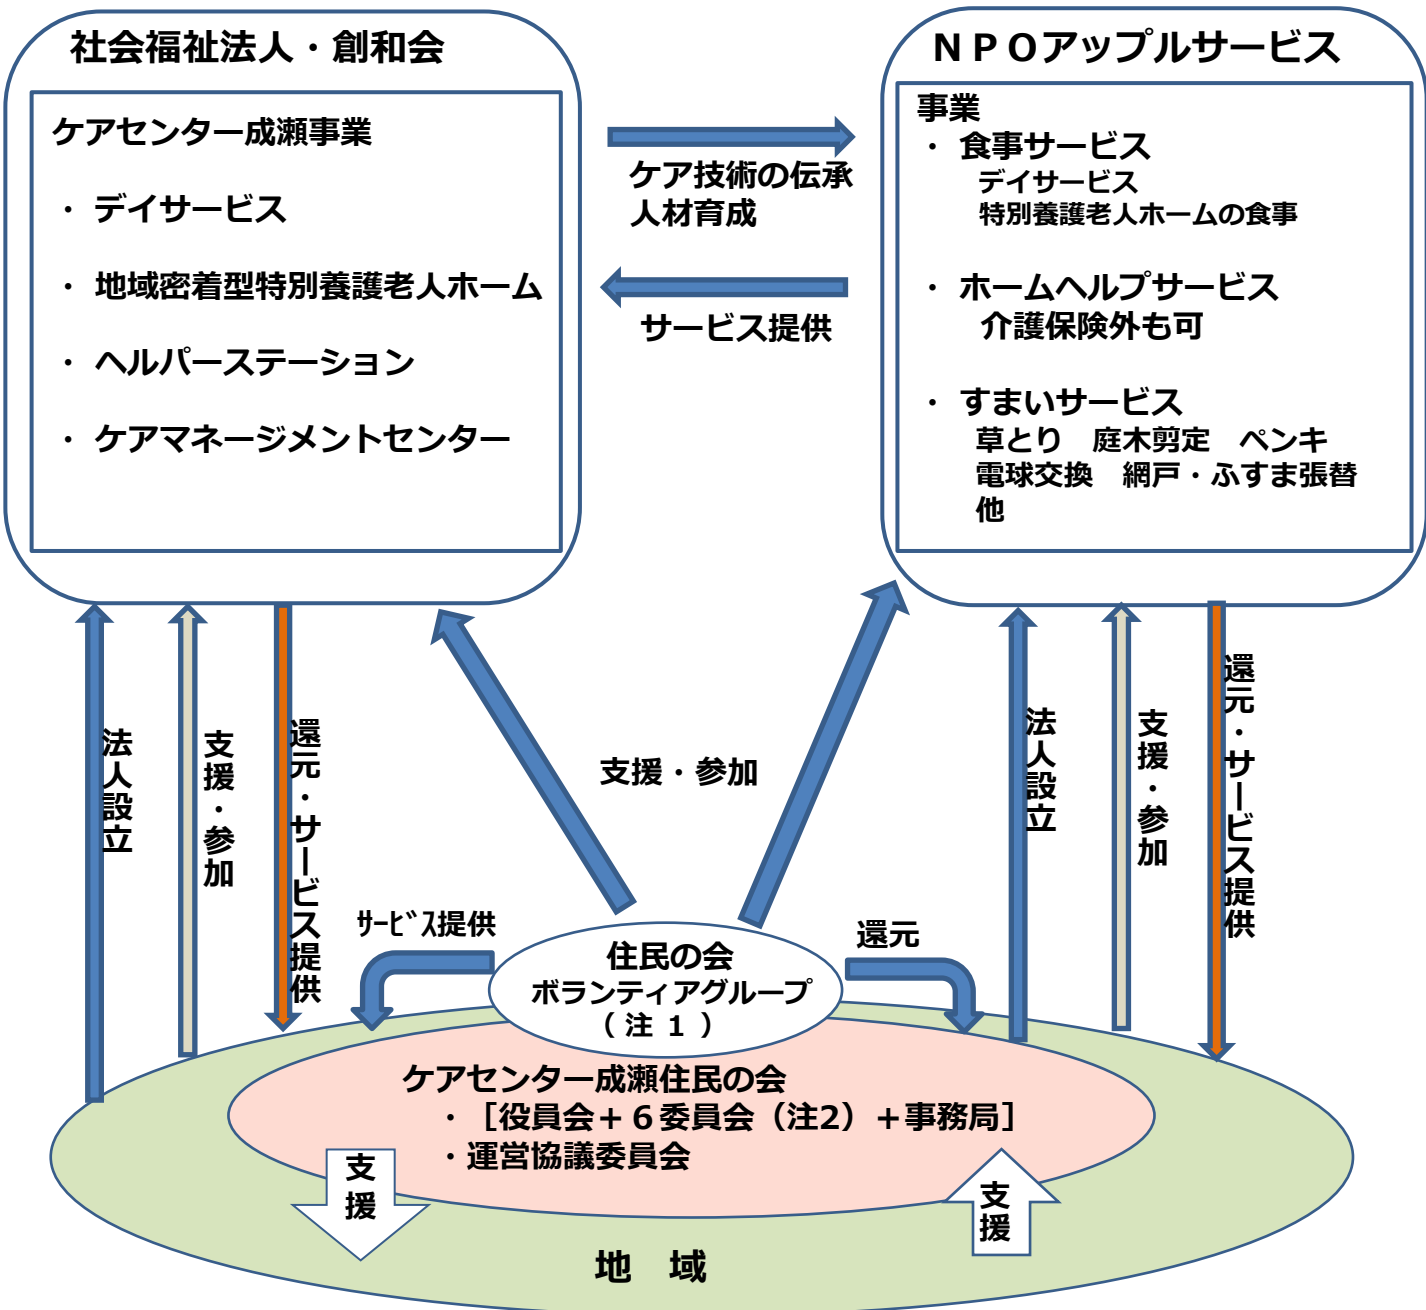 社会福祉法人・創和会
ケアセンター成瀬事業
・ デイサービス
・ 地域密着型特別養護老人ホーム
・ ヘルパーステーション
・ ケアマネージメントセンター
ケア技術の伝承
人材育成
サービス提供
ＮＰＯアップルサービス
事業
・ 食事サービス
デイサービス
特別養護老人ホームの食事
・ ホームヘルプサービス
介護保険外も可
・ すまいサービス
草とり　庭木剪定　ペンキ
電球交換　網戸・ふすま張替
他
法人設立
支援・参加
還元・サービス提供
支援・参加
法人設立
支援・参加
還元・サービス提供
ｻｰﾋﾞｽ提供
還元
住民の会
ボランティアグループ
（ 注 １ ）
ケアセンター成瀬住民の会
・［役員会＋６委員会（注2）＋事務局］
・運営協議委員会
支援
支援
地　域